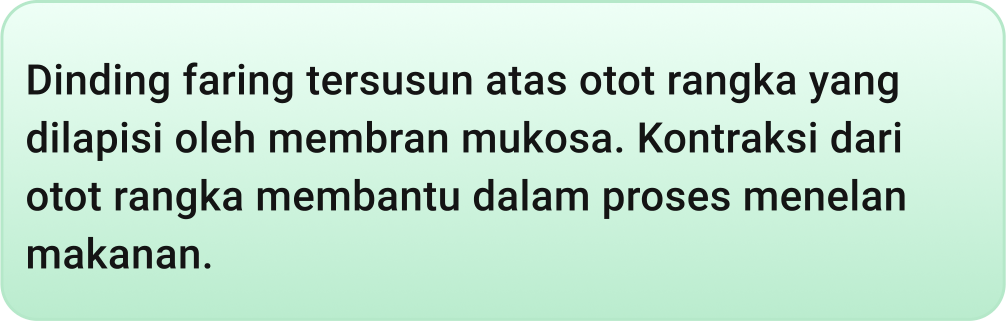 Dinding faring tersusun atas otot rangka yang
dilapisi oleh membran mukosa. Kontraksi dari
otot rangka membantu dalam proses menelan
makanan.